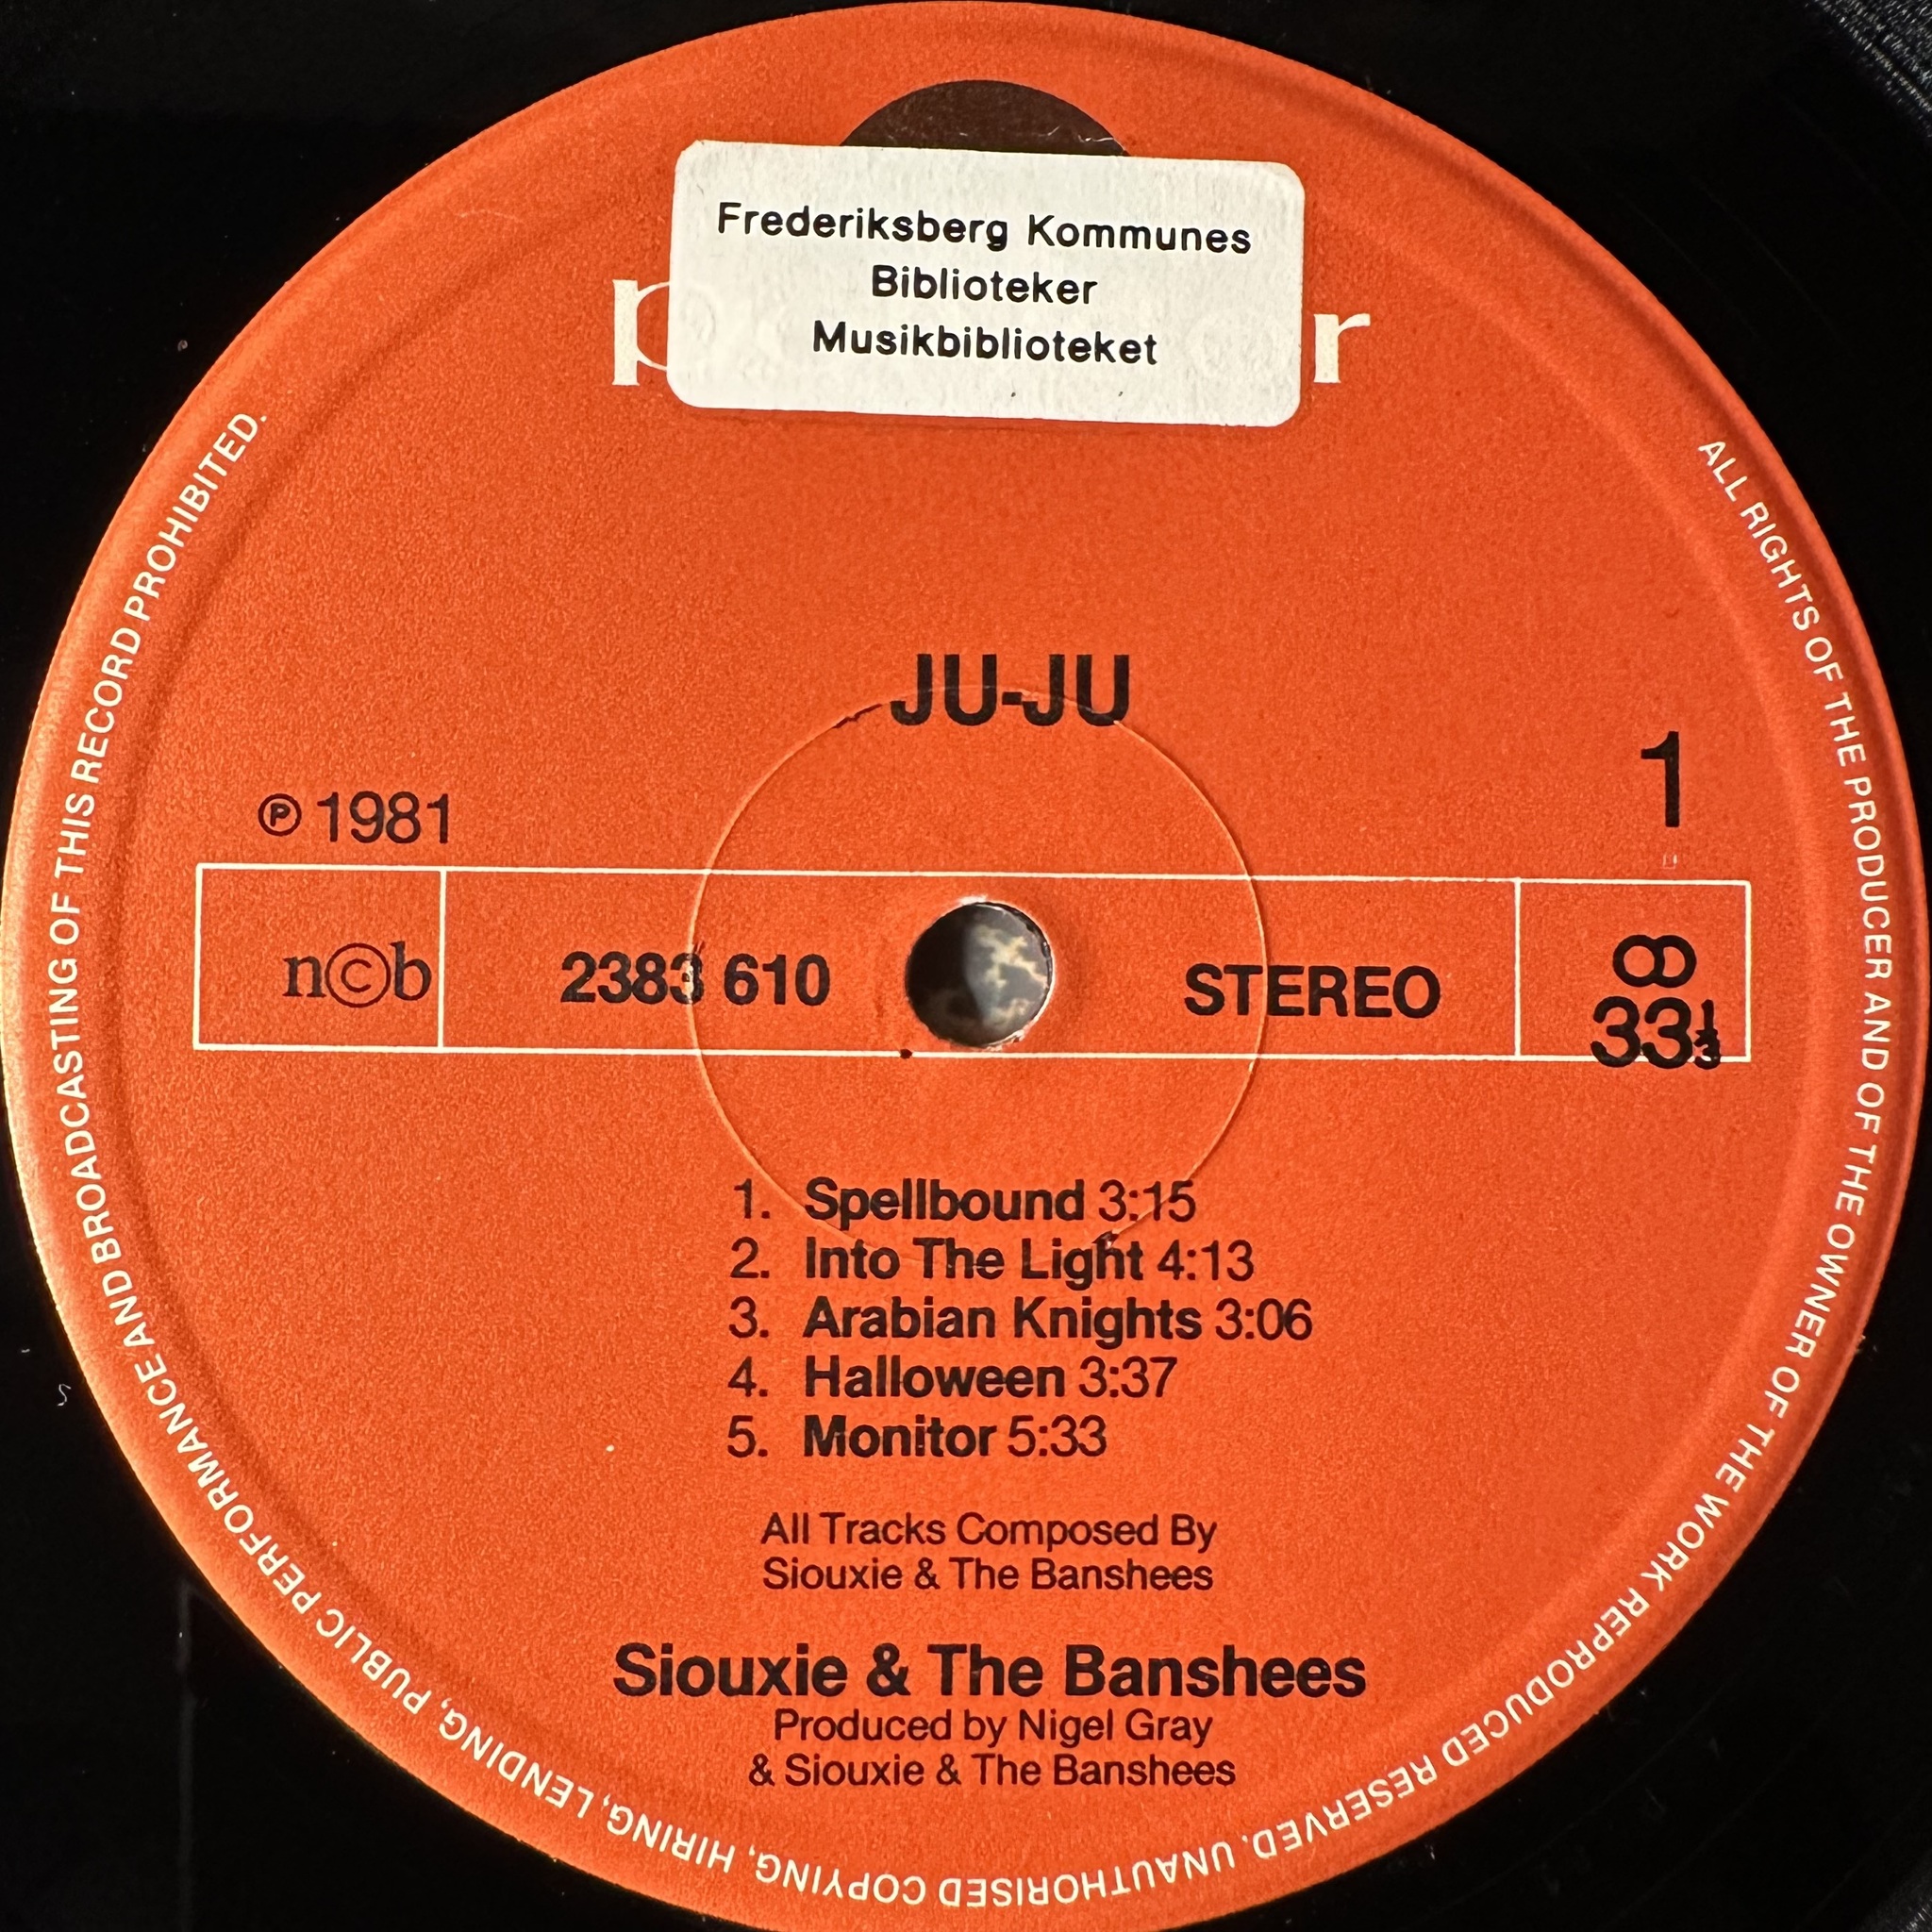 Frederiksberg Kommunes
Biblioteker
Musikbiblioteket
JU-JU
1
℗ 1981
n©b
2383 610
STEREO
33⅓
1. Spellbound 3:15
2. Into The Light 4:13
3. Arabian Knights 3:06
4. Halloween 3:37
5. Monitor 5:33
All Tracks Composed By
Siouxie & The Banshees
Siouxie & The Banshees
Produced by Nigel Gray
& Siouxie & The Banshees
ALL RIGHTS OF THE PRODUCER AND OF THE OWNER OF THE WORK REPRODUCED RESERVED. UNAUTHORISED COPYING, HIRING, LENDING, PUBLIC PERFORMANCE AND BROADCASTING OF THIS RECORD PROHIBITED.